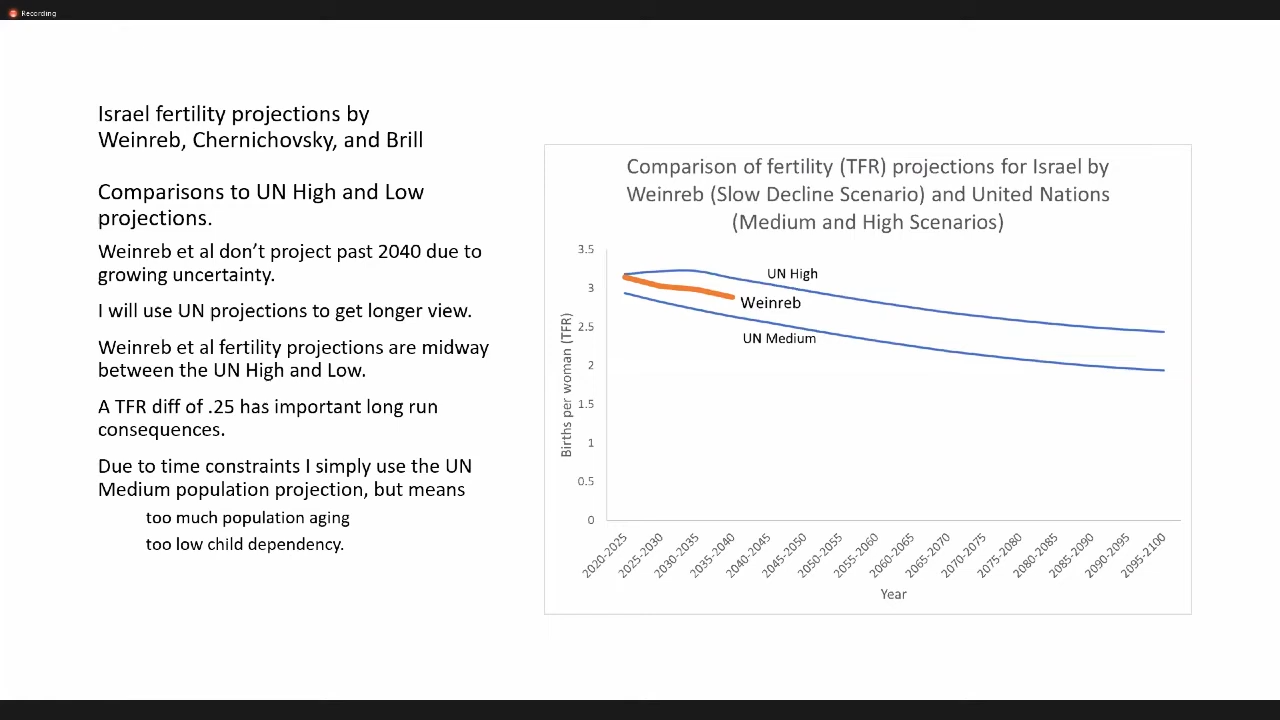 Recording
Israel fertility projections by
Weinreb, Chernichovsky, and Brill
Comparisons to UN High and Low
projections.
Weinreb et al don’t project past 2040 due to
growing uncertainty.
I will use UN projections to get longer view.
Weinreb et al fertility projections are midway
between the UN High and Low.
A TFR diff of .25 has important long run
consequences.
Due to time constraints I simply use the UN
Medium population projection, but means
too much population aging
too low child dependency.
Comparison of fertility (TFR) projections for Israel by
Weinreb (Slow Decline Scenario) and United Nations
(Medium and High Scenarios)
Births per woman (TFR)
3.5
3
2.5
2
1.5
1
0.5
0
UN High
Weinreb
UN Medium
2020-2025
2025-2030
2030-2035
2035-2040
2040-2045
2045-2050
2050-2055
2055-2060
2060-2065
2065-2070
2070-2075
2075-2080
2080-2085
2085-2090
2090-2095
2095-2100
Year